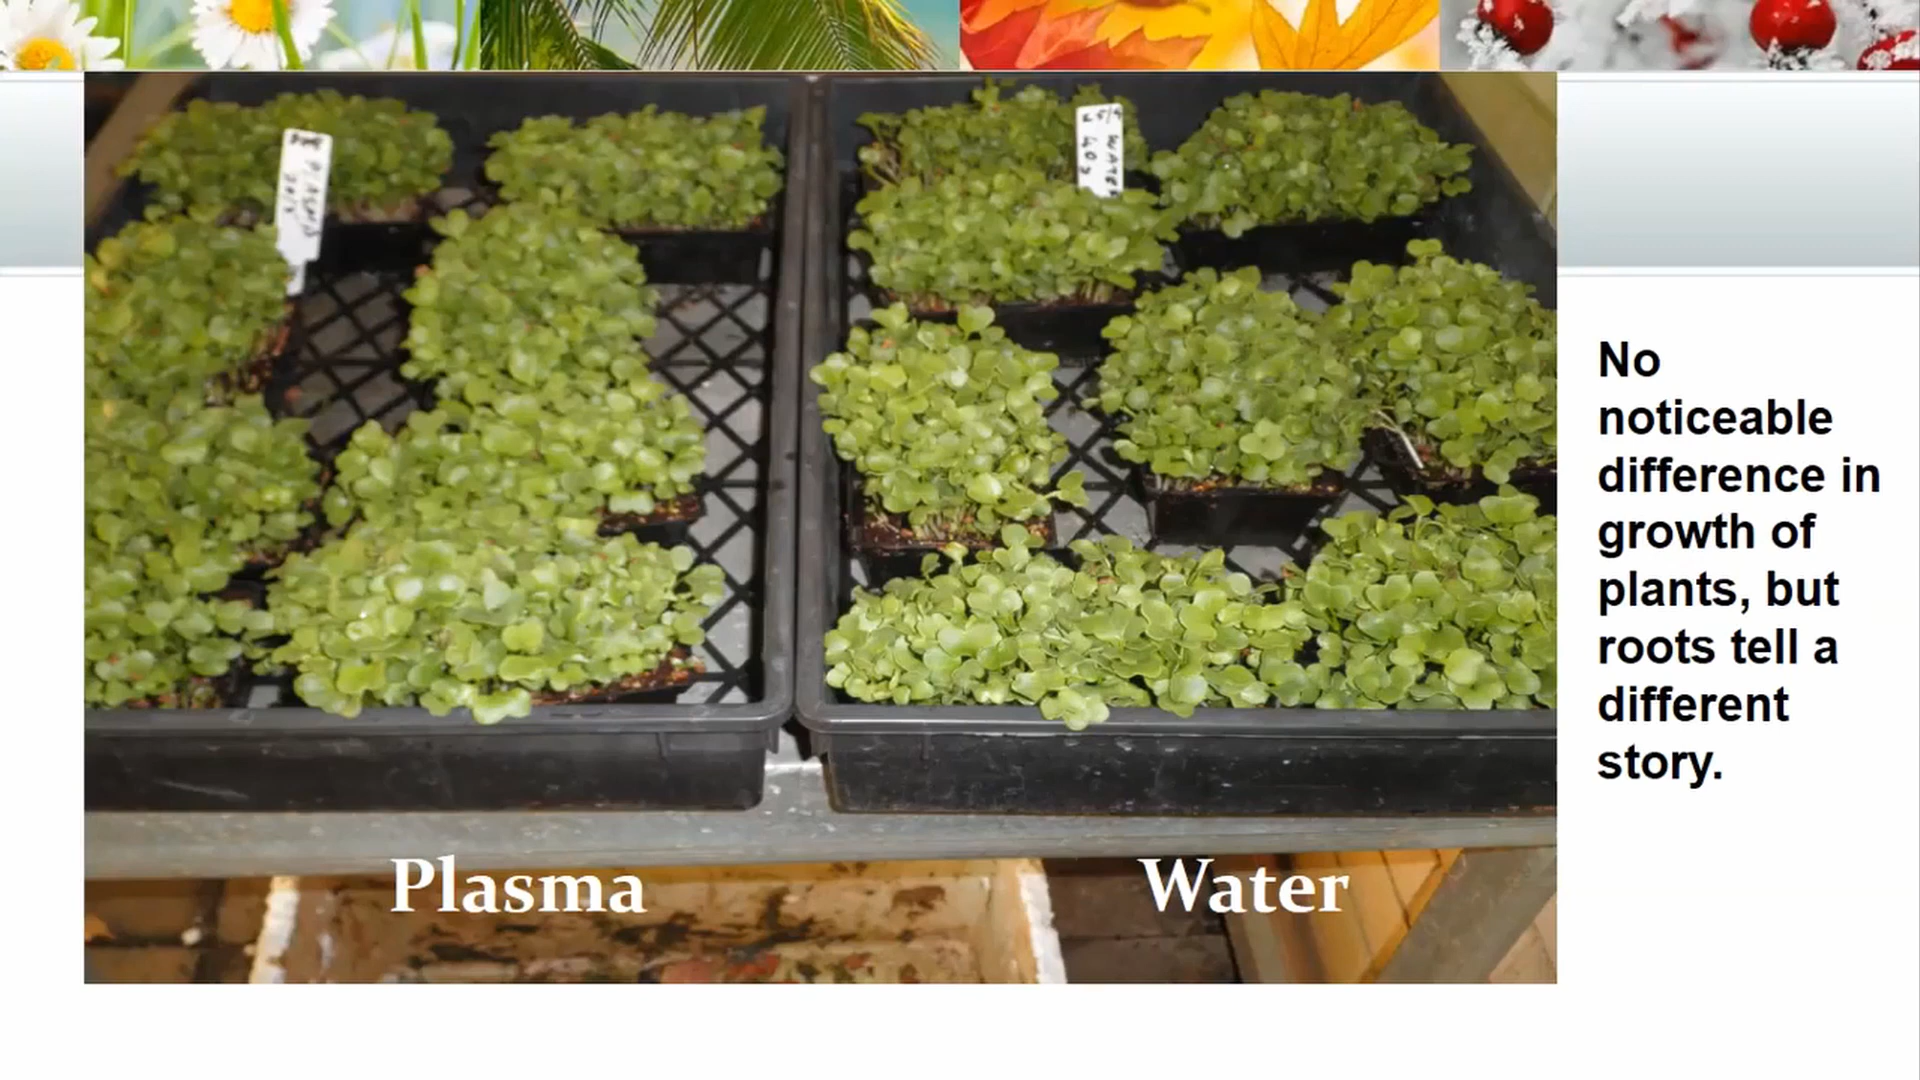 No
noticeable
difference in
growth of
plants, but
roots tell a
different
story.
Plasma
Water